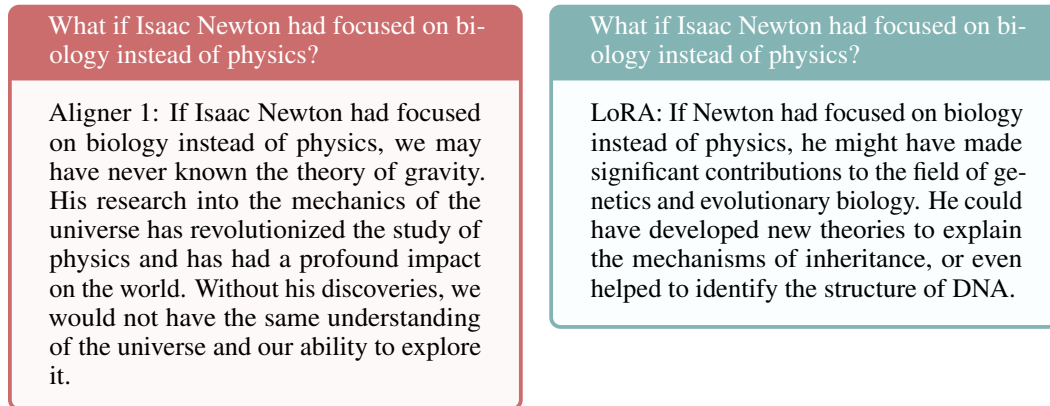 What if Isaac Newton had focused on bi-
ology instead of physics?
Aligner 1: If Isaac Newton had focused
on biology instead of physics, we may
have never known the theory of gravity.
His research into the mechanics of the
universe has revolutionized the study of
physics and has had a profound impact
on the world. Without his discoveries, we
would not have the same understanding
of the universe and our ability to explore
it.
What if Isaac Newton had focused on bi-
ology instead of physics?
LoRA: If Newton had focused on biology
instead of physics, he might have made
significant contributions to the field of ge-
netics and evolutionary biology. He could
have developed new theories to explain
the mechanisms of inheritance, or even
helped to identify the structure of DNA.